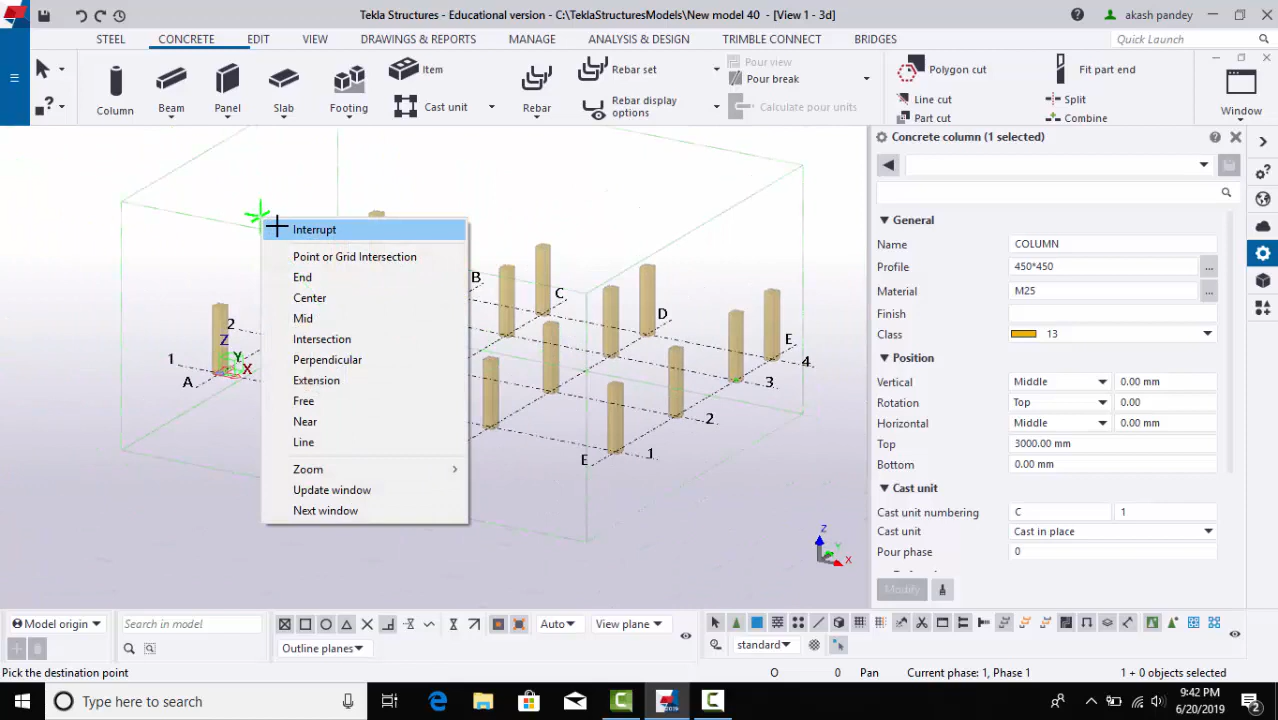 Tekla Structures - Educational version - C:\TeklaStructuresModels\New model 40 - [View 1 - 3d]
akash pandey
STEEL CONCRETE EDIT VIEW DRAWINGS & REPORTS MANAGE ANALYSIS & DESIGN TRIMBLE CONNECT BRIDGES
Quick Launch
Column
Beam
Panel
Slab
Footing
Item
Cast unit
Rebar
Rebar set
Rebar display options
Pour view
Pour break
Calculate pour units
Polygon cut
Line cut
Part cut
Fit part end
Split
Combine
Window
Interrupt
Point or Grid Intersection
End
Center
Mid
Intersection
Perpendicular
Extension
Free
Near
Line
Zoom
Update window
Next window
1 2 A Z Y X
B C D E
4 3 2 1 E
Z Y X
Concrete column (1 selected)
General
Name COLUMN
Profile 450*450 ...
Material M25 ...
Finish
Class 13
Position
Vertical Middle 0.00 mm
Rotation Top 0.00
Horizontal Middle 0.00 mm
Top 3000.00 mm
Bottom 0.00 mm
Cast unit
Cast unit numbering C 1
Cast unit Cast in place
Pour phase 0
Modify
Model origin
Search in model
Auto
View plane
Outline planes
standard
Pick the destination point
O 0 Pan Current phase: 1, Phase 1 1 + 0 objects selected
Type here to search
9:42 PM
6/20/2019
2